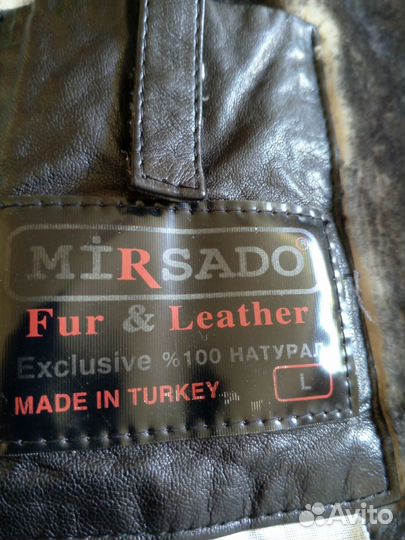 MİRSADO®
Fur & Leather
Exclusive %100 НАТУРАЛ
MADE IN TURKEY
L
Avito